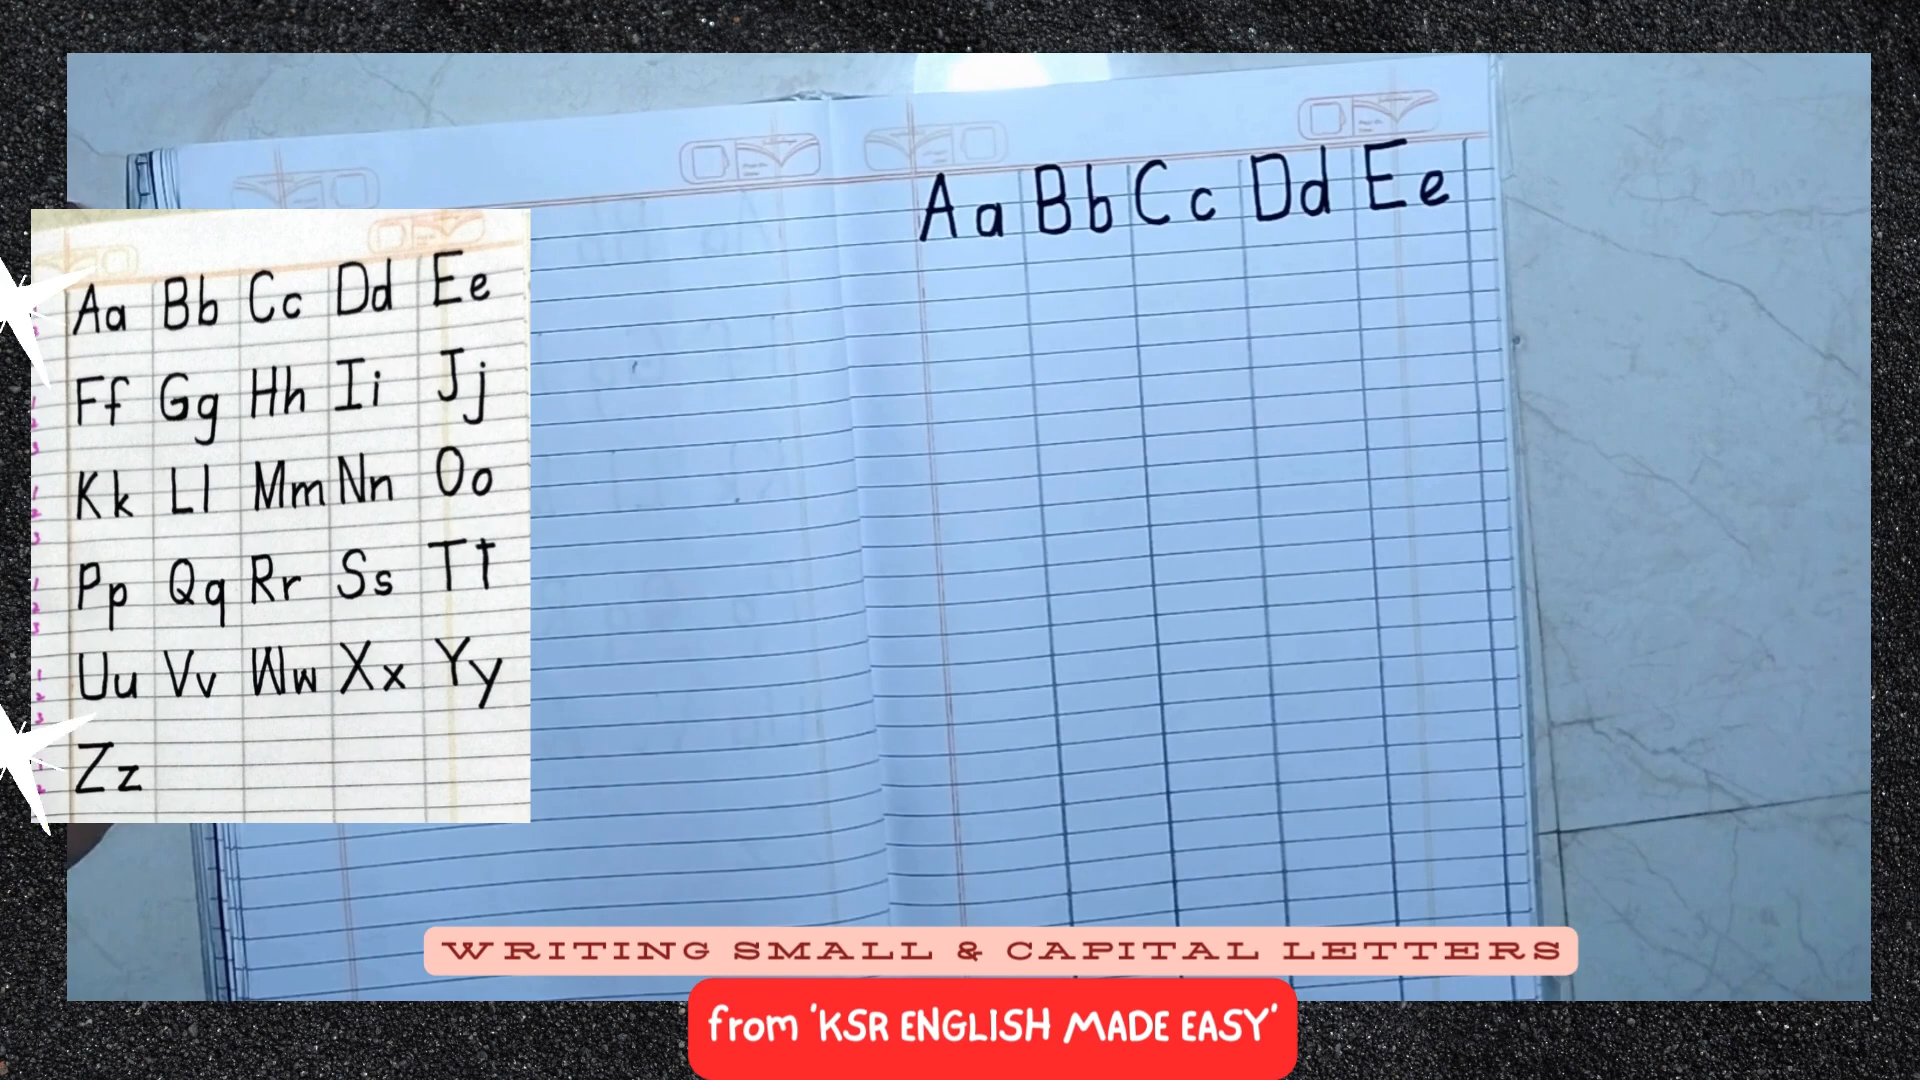 Aa Bb Cc Dd Ee
Aa Bb Cc Dd Ee
Ff Gg Hh Ii Jj
Kk Ll Mm Nn Oo
Pp Qq Rr Ss Tt
Uu Vv Ww Xx Yy
Zz
WRITING SMALL & CAPITAL LETTERS
from 'KSR ENGLISH MADE EASY'